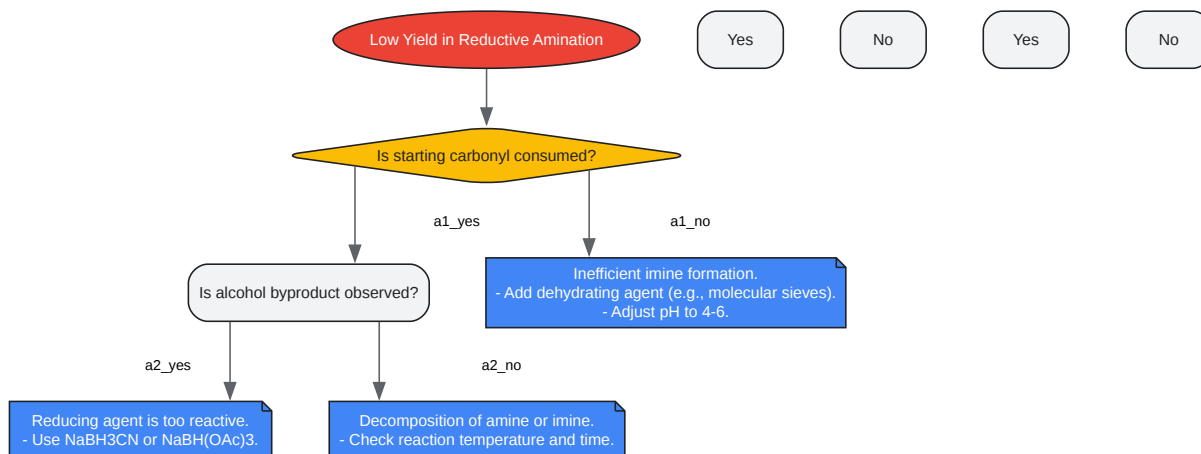 Low Yield in Reductive Amination
Yes
No
Yes
No
Is starting carbonyl consumed?
a1_yes
a1_no
Is alcohol byproduct observed?
Inefficient imine formation.
- Add dehydrating agent (e.g., molecular sieves).
- Adjust pH to 4-6.
a2_yes
a2_no
Reducing agent is too reactive.
- Use NaBH3CN or NaBH(OAc)3.
Decomposition of amine or imine.
- Check reaction temperature and time.